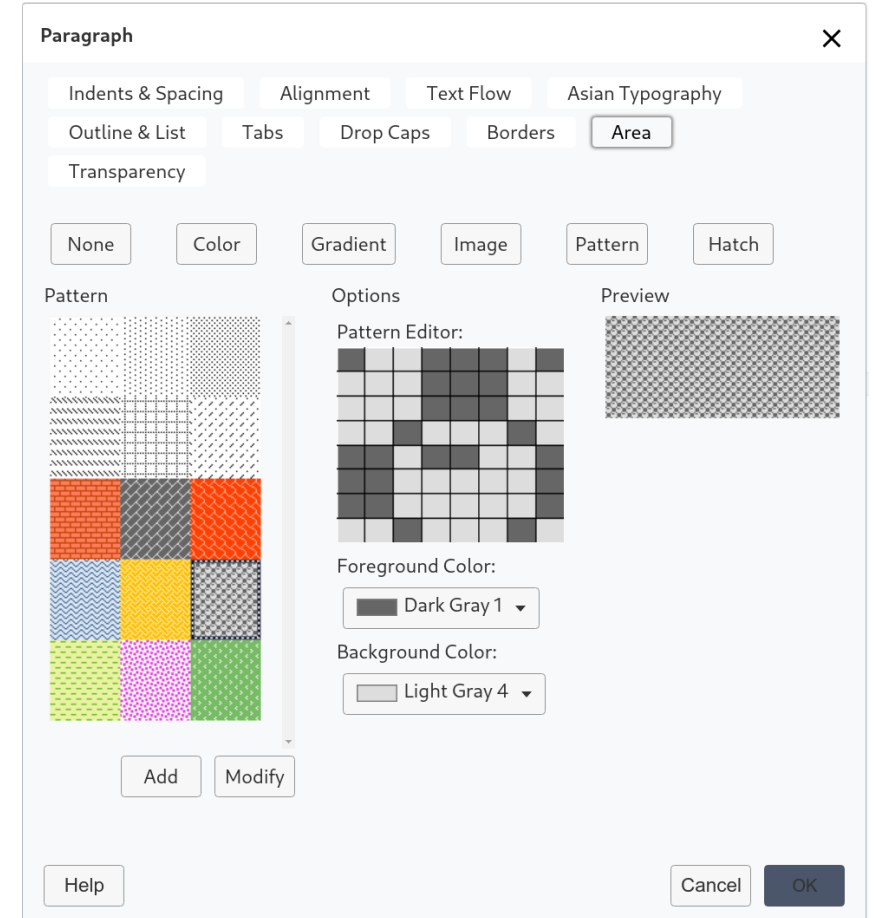 Paragraph
Indents & Spacing Alignment Text Flow Asian Typography
Outline & List Tabs Drop Caps Borders Area
Transparency
None Color Gradient Image Pattern Hatch
Pattern Options Preview
Pattern Editor:
Foreground Color:
Dark Gray 1
Background Color:
Light Gray 4
Add Modify
Help Cancel OK